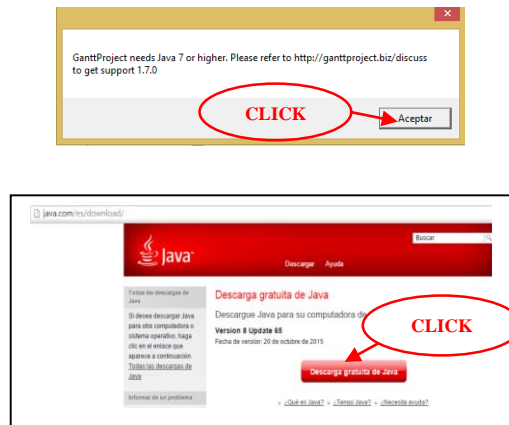 GanttProject needs Java 7 or higher. Please refer to http://ganttproject.biz/discuss
to get support 1.7.0
CLICK
Aceptar
java.com/es/download/
Buscar
Java
Descargar Ayuda
Todas las descargas de
Java
Si desea descargar Java
para otra computadora o
sistema operativo, haga
clic en el enlace que
aparece a continuación.
Todas las descargas de
Java
Informar de un problema
Descarga gratuita de Java
Descargue Java para su computadora de
Version 8 Update 65
Fecha de versión: 20 de octubre de 2015
CLICK
Descarga gratuita de Java
» ¿Qué es Java? » ¿Tengo Java? » ¿Necesita ayuda?